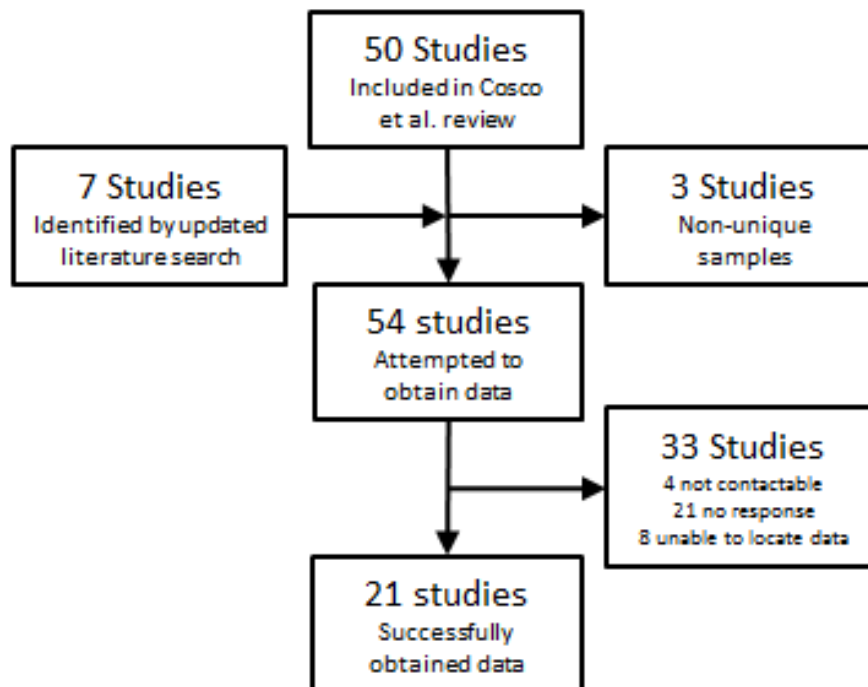 50 Studies
Included in Cosco
et al. review
7 Studies
Identified by updated
literature search
3 Studies
Non-unique
samples
54 studies
Attempted to
obtain data
33 Studies
4 not contactable
21 no response
8 unable to locate data
21 studies
Successfully
obtained data